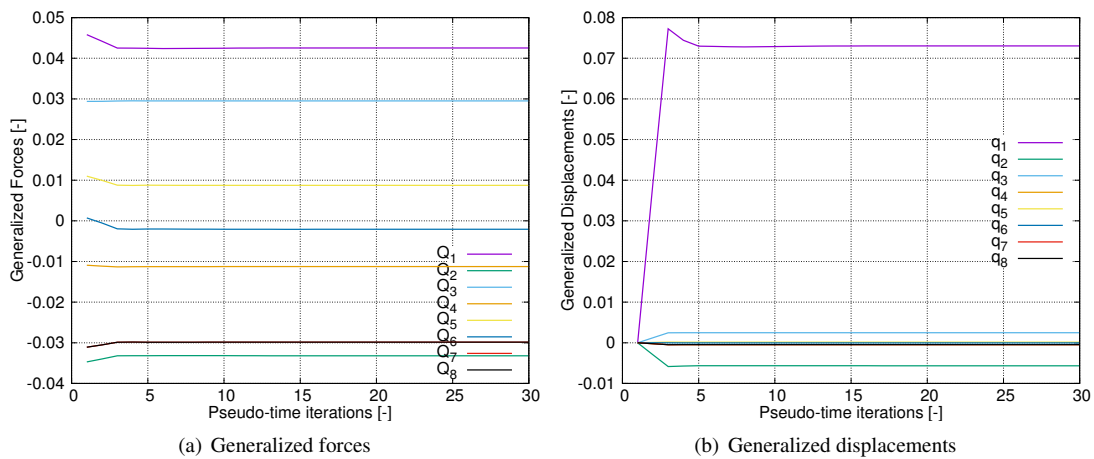 0.05
0.04
0.03
0.02
0.01
0
-0.01
-0.02
-0.03
-0.04
Generalized Forces [-]
Q1
Q2
Q3
Q4
Q5
Q6
Q7
Q8
0 5 10 15 20 25 30
Pseudo-time iterations [-]
(a) Generalized forces
0.08
0.07
0.06
0.05
0.04
0.03
0.02
0.01
0
-0.01
Generalized Displacements [-]
q1
q2
q3
q4
q5
q6
q7
q8
0 5 10 15 20 25 30
Pseudo-time iterations [-]
(b) Generalized displacements